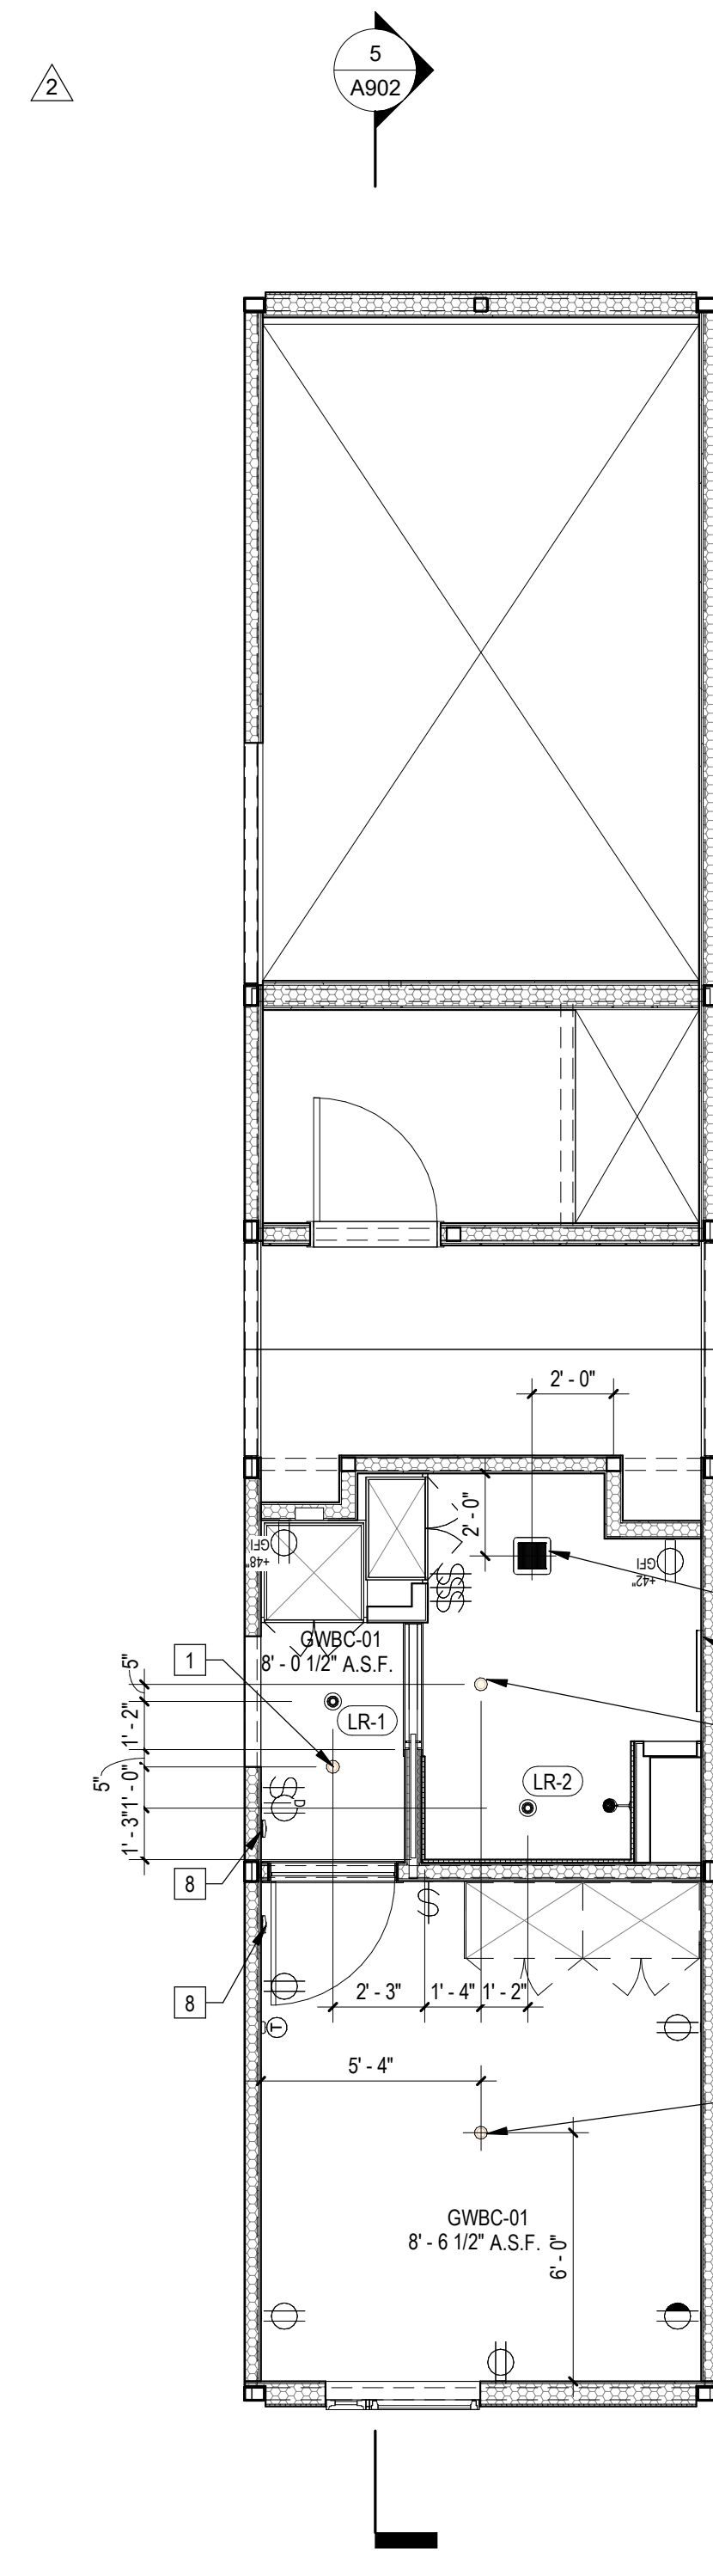 5
A902
2
2' - 0"
2' - 0"
GFI
+48"
GFI
+42"
SSS
GWBC-01
8' - 0 1/2" A.S.F.
1
5"
1' - 2"
5"
1' - 0"
1' - 3"
LR-1
LR-2
S
D
8
S
8
2' - 3"
1' - 4"
1' - 2"
T
5' - 4"
GWBC-01
8' - 6 1/2" A.S.F.
6' - 0"